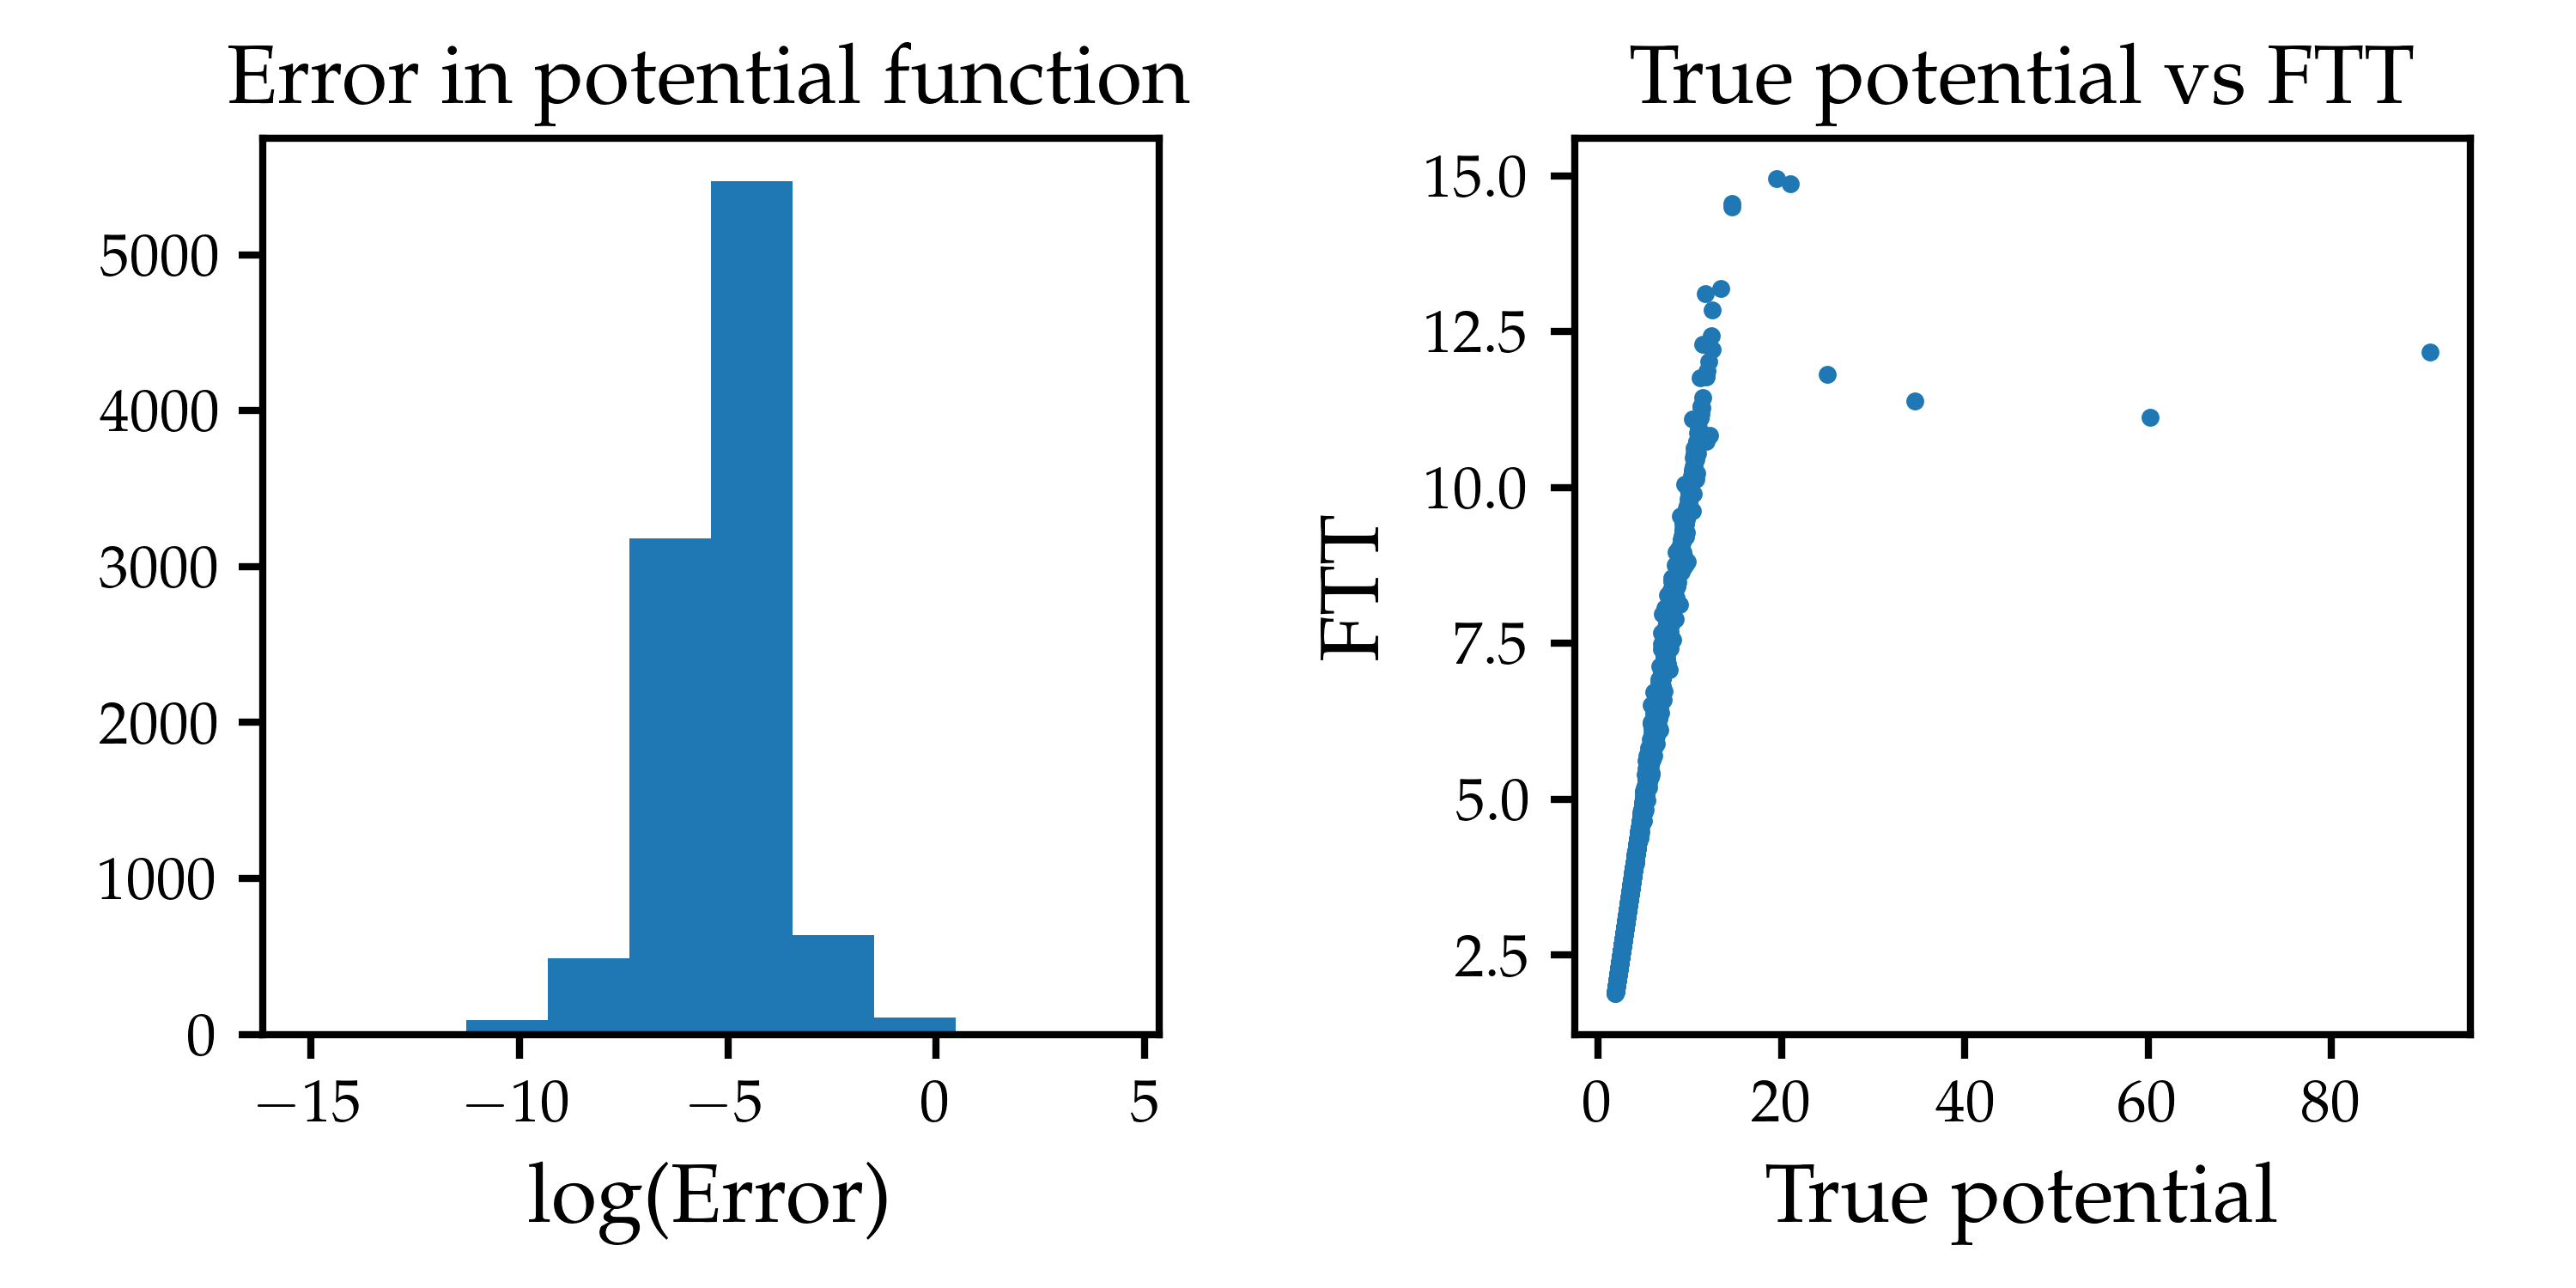 Error in potential function
5000
4000
3000
2000
1000
0
−15 −10 −5 0 5
log(Error)
True potential vs FTT
15.0
12.5
10.0
7.5
5.0
2.5
FTT
0 20 40 60 80
True potential